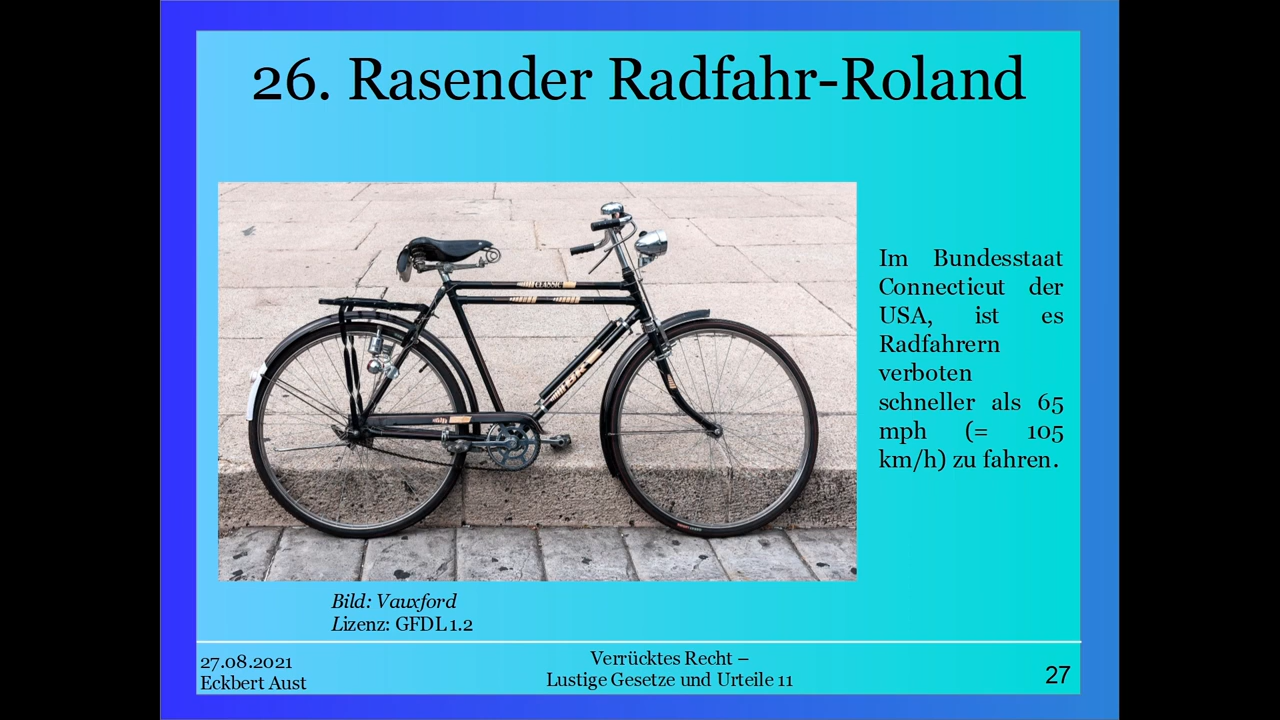 26. Rasender Radfahr-Roland
CLASSIC
Im Bundesstaat
Connecticut der
USA, ist es
Radfahrern
verboten
schneller als 65
mph (= 105
km/h) zu fahren.
Bild: Vauxford
Lizenz: GFDL 1.2
27.08.2021
Eckbert Aust
Verrücktes Recht –
Lustige Gesetze und Urteile 11
27